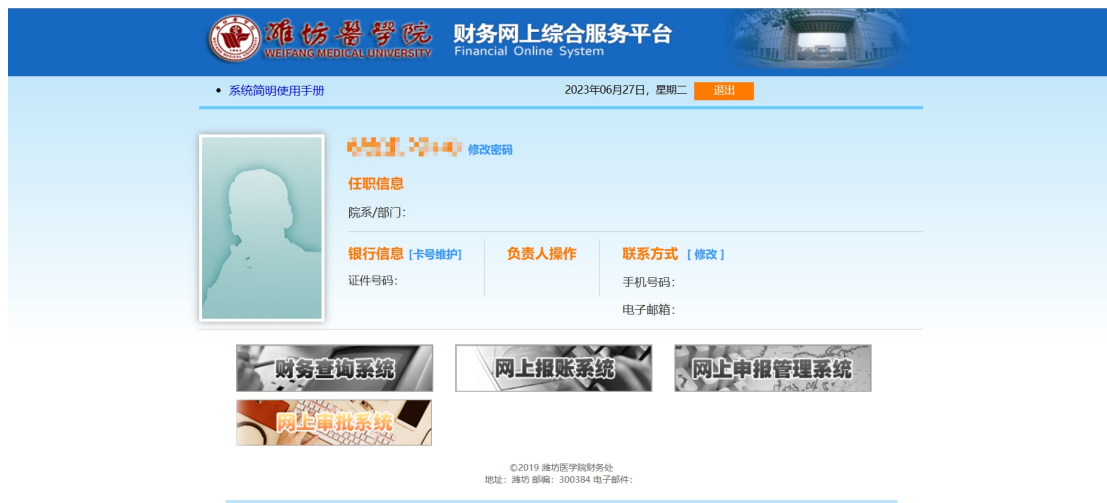 濰坊醫學院
WEIFANG MEDICAL UNIVERSITY
财务网上综合服务平台
Financial Online System
系统简明使用手册
2023年06月27日，星期二 退出
修改密码
任职信息
院系/部门：
银行信息 [卡号维护] 负责人操作 联系方式 [ 修改 ]
证件号码： 手机号码：
电子邮箱：
财务查询系统 网上报账系统 网上申报管理系统
网上审批系统
©2019 潍坊医学院财务处
地址：潍坊 邮编：300384 电子邮件：